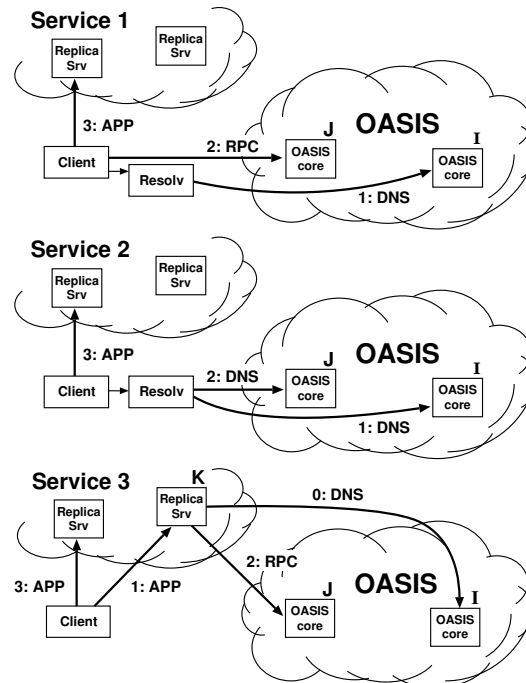 Service 1
Replica
Srv
Replica
Srv
3: APP
2: RPC
J
OASIS
I
OASIS
core
OASIS
core
Client
Resolv
1: DNS
Service 2
Replica
Srv
Replica
Srv
3: APP
2: DNS
J
OASIS
I
OASIS
core
OASIS
core
Client
Resolv
1: DNS
Service 3
K
Replica
Srv
Replica
Srv
0: DNS
3: APP
1: APP
2: RPC
J
OASIS
I
OASIS
core
OASIS
core
Client